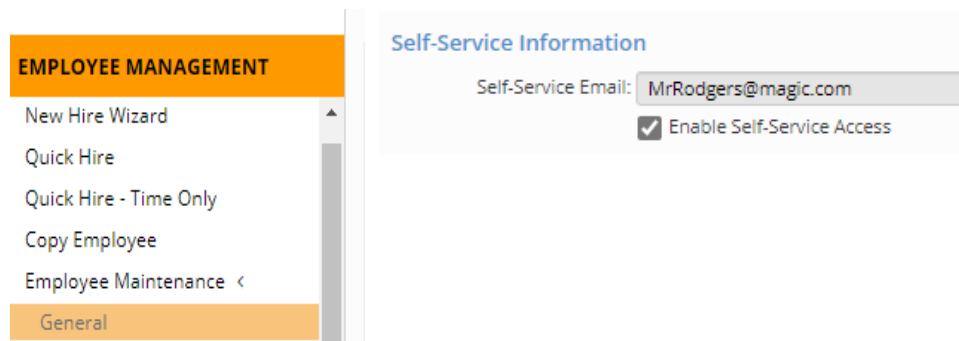 EMPLOYEE MANAGEMENT
New Hire Wizard
Quick Hire
Quick Hire - Time Only
Copy Employee
Employee Maintenance <
General
Self-Service Information
Self-Service Email: MrRodgers@magic.com
Enable Self-Service Access